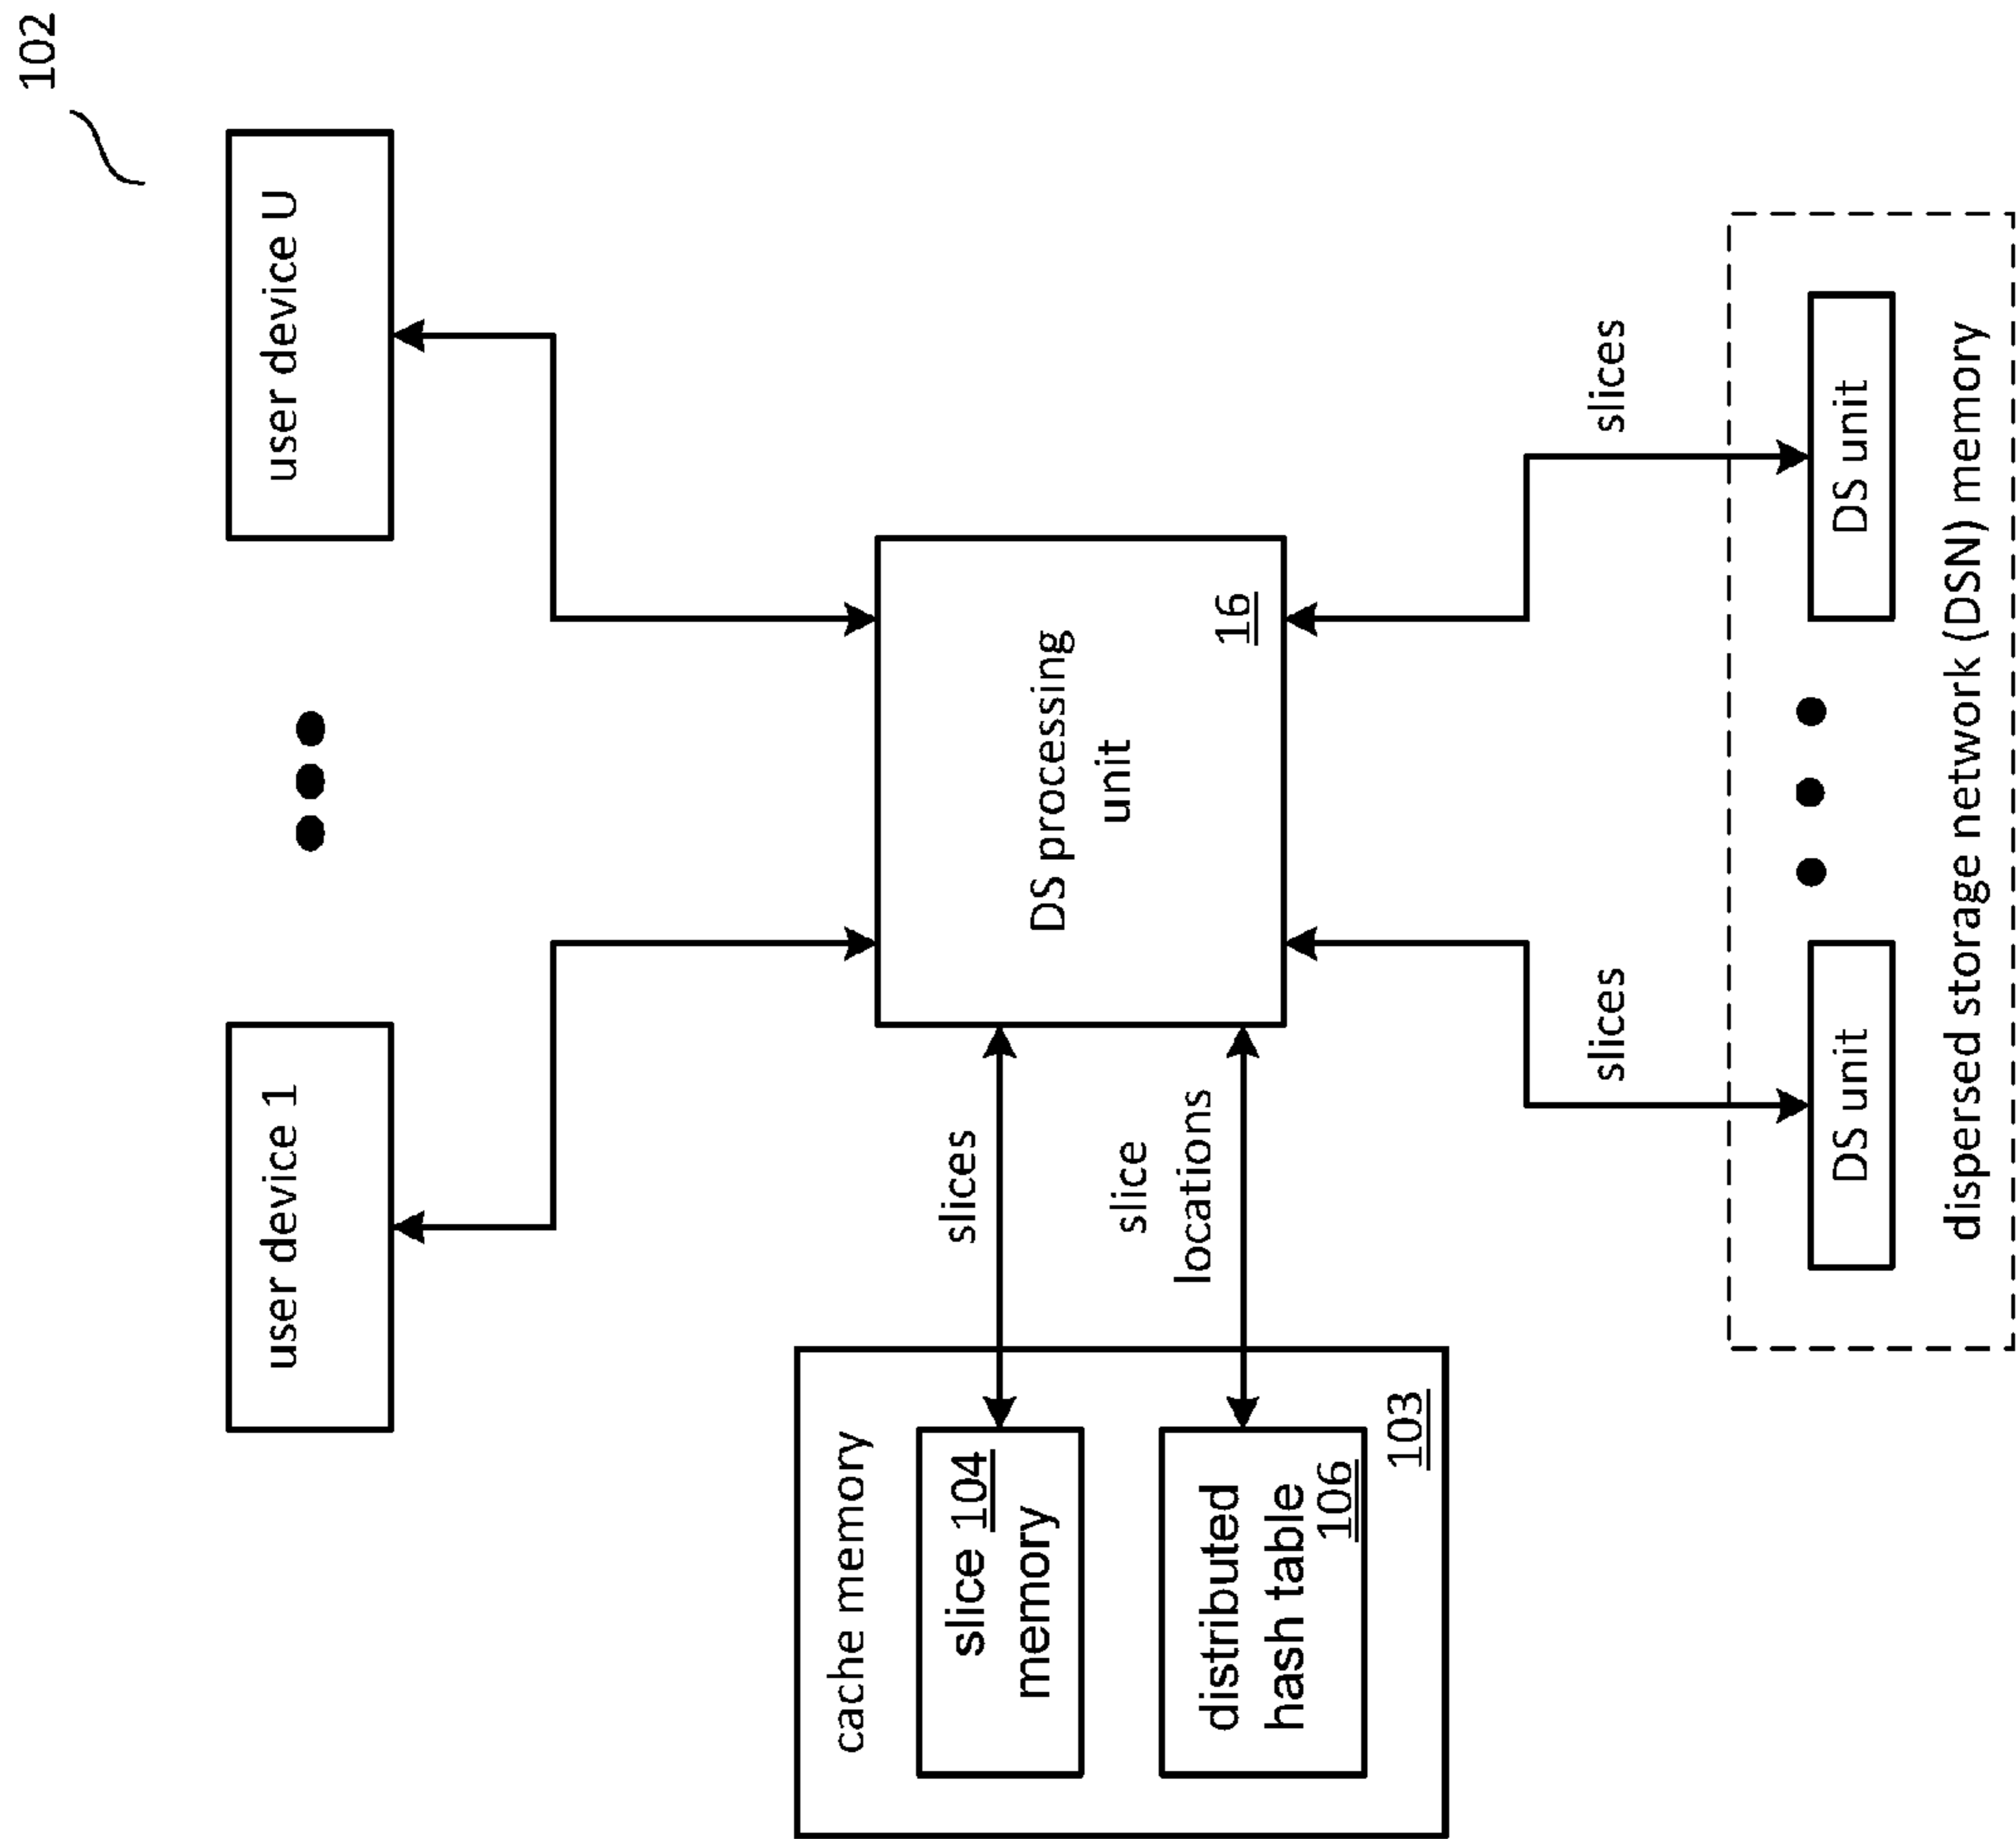 102
user device 1
user device U
cache memory
slice 104
memory
distributed
hash table
106
103
slices
slice
locations
DS processing
unit
16
slices
slices
DS unit
DS unit
dispersed storage network (DSN) memory